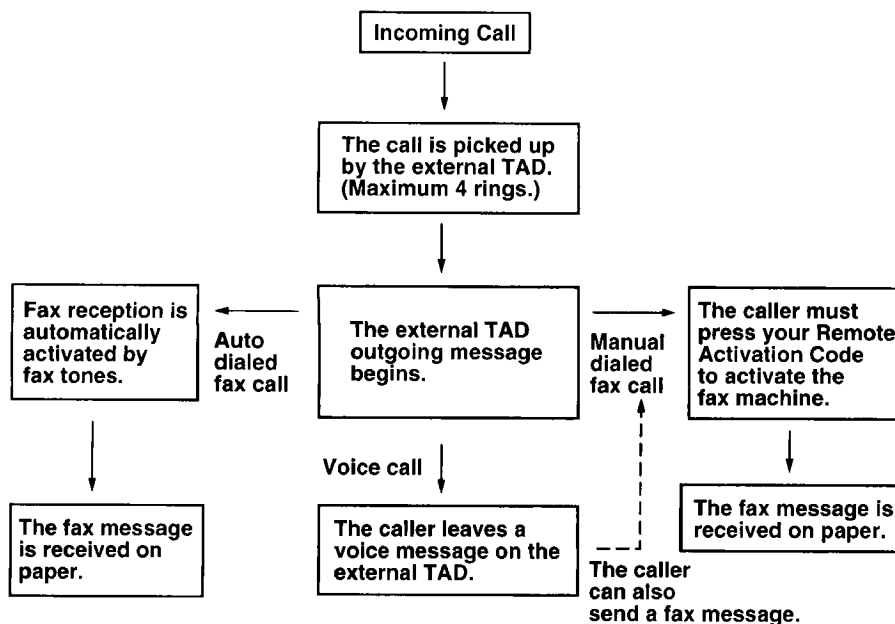 Incoming Call
The call is picked up
by the external TAD.
(Maximum 4 rings.)
Fax reception is
automatically
activated by
fax tones.
Auto
dialed
fax call
The external TAD
outgoing message
begins.
Manual
dialed
fax call
The caller must
press your Remote
Activation Code
to activate the
fax machine.
Voice call
The fax message
is received on
paper.
The caller leaves a
voice message on the
external TAD.
The caller
can also
send a fax message.
The fax message is
received on paper.